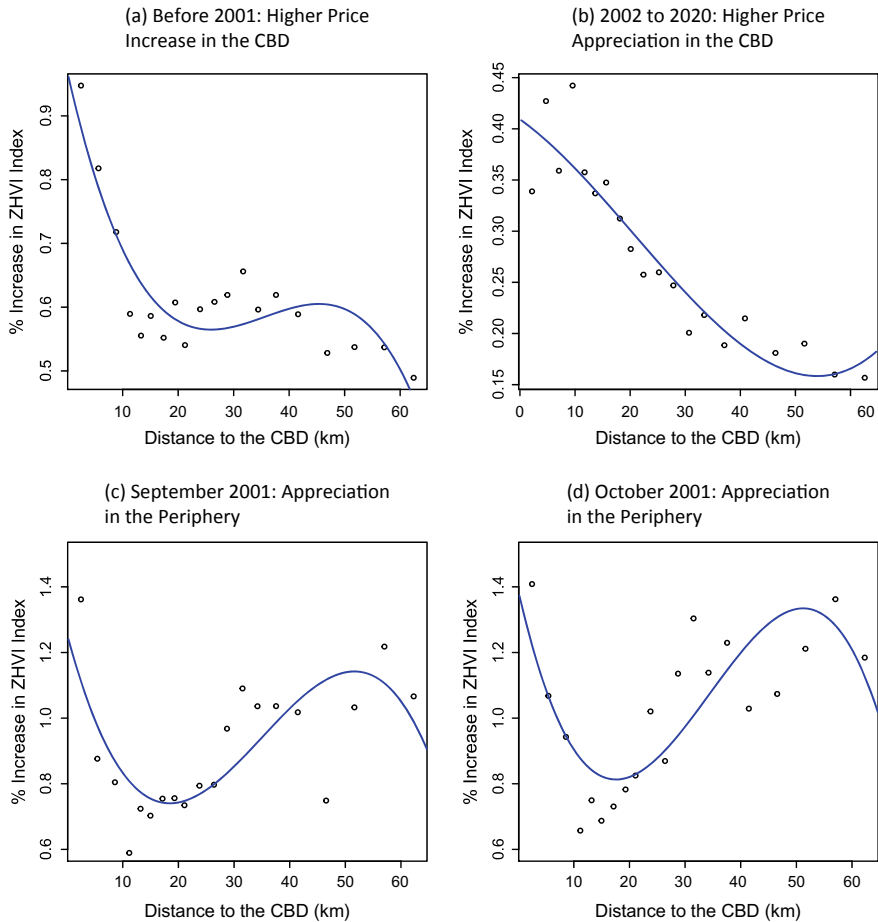 (a) Before 2001: Higher Price
Increase in the CBD
% Increase in ZHVI Index
0.9
0.8
0.7
0.6
0.5
10 20 30 40 50 60
Distance to the CBD (km)
(b) 2002 to 2020: Higher Price
Appreciation in the CBD
% Increase in ZHVI Index
0.45
0.40
0.35
0.30
0.25
0.20
0.15
0 10 20 30 40 50 60
Distance to the CBD (km)
(c) September 2001: Appreciation
in the Periphery
% Increase in ZHVI Index
1.4
1.2
1.0
0.8
0.6
10 20 30 40 50 60
Distance to the CBD (km)
(d) October 2001: Appreciation
in the Periphery
% Increase in ZHVI Index
1.4
1.2
1.0
0.8
0.6
10 20 30 40 50 60
Distance to the CBD (km)